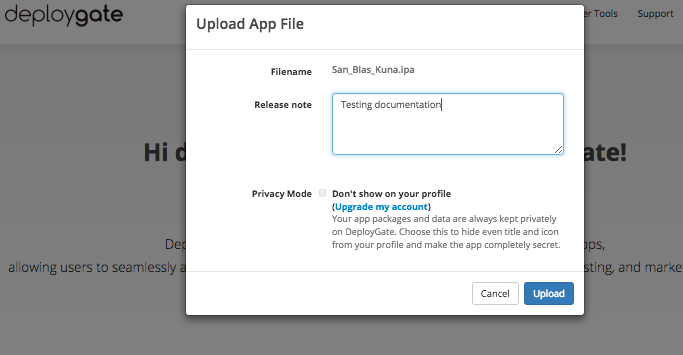 deploygate
er Tools
Support
Upload App File
Filename
San_Blas_Kuna.ipa
Release note
Testing documentation
Hi d
ate!
Privacy Mode
Don't show on your profile
(Upgrade my account)
Your app packages and data are always kept privately
on DeployGate. Choose this to hide even title and icon
from your profile and make the app completely secret.
Dep
ops,
allowing users to seamlessly a
sting, and marke
Cancel
Upload